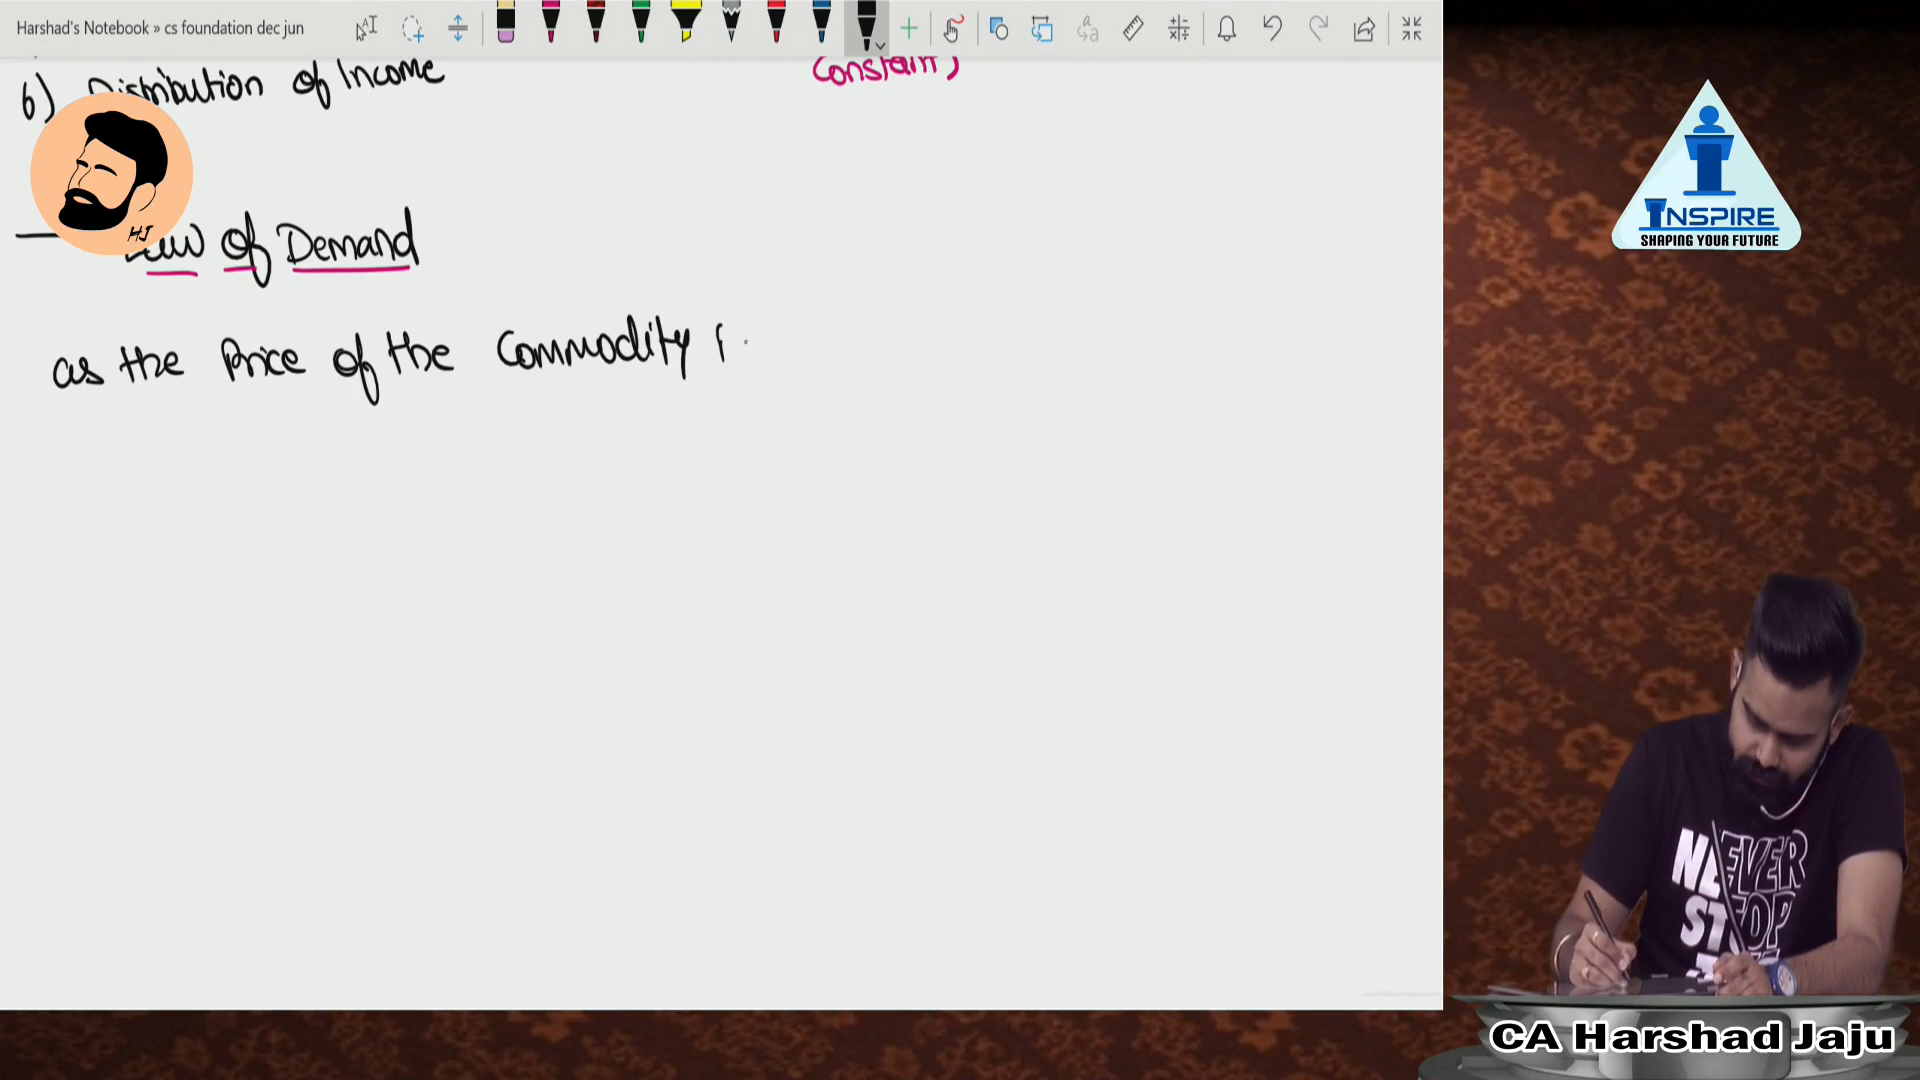 Harshad's Notebook » cs foundation dec jun
6) Distribution of Income
Constant)
HJ
Law of Demand
as the Price of the Commodity
INSPIRE
SHAPING YOUR FUTURE
NEVER
STOP
CA Harshad Jaju